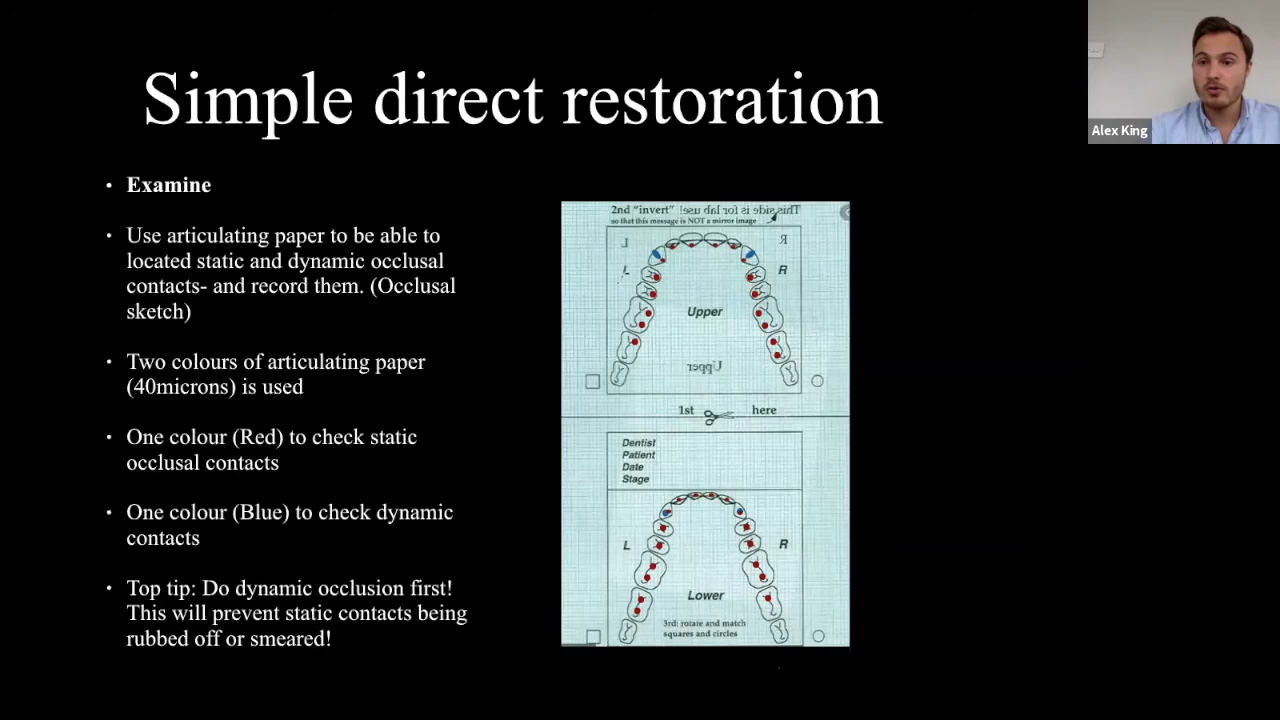 Simple direct restoration
Alex King
• Examine
• Use articulating paper to be able to
located static and dynamic occlusal
contacts- and record them. (Occlusal
sketch)
• Two colours of articulating paper
(40microns) is used
• One colour (Red) to check static
occlusal contacts
• One colour (Blue) to check dynamic
contacts
• Top tip: Do dynamic occlusion first!
This will prevent static contacts being
rubbed off or smeared!
2nd "invert" This side is for lab use!
so that this message is NOT a mirror image
L R
L R
Upper
Upper
1st here
Dentist
Patient
Date
Stage
L R
Lower
3rd: rotate and match
squares and circles